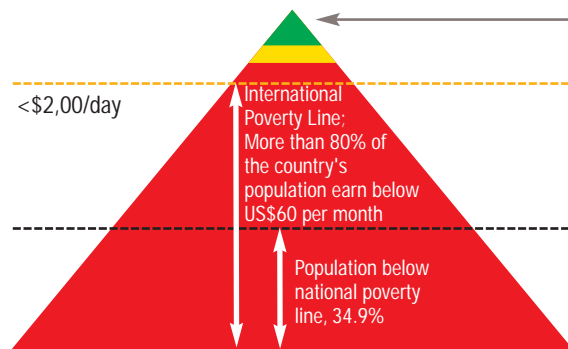 <$2,00/day
International
Poverty Line;
More than 80% of
the country's
population earn below
US$60 per month
Population below
national poverty
line, 34.9%